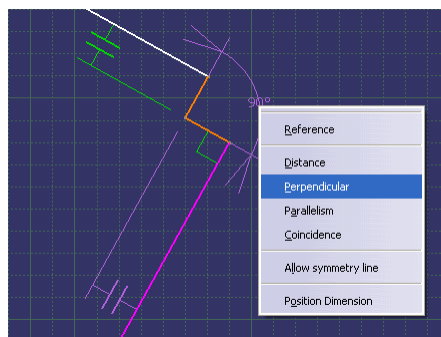 90°
Reference
Distance
Perpendicular
Parallelism
Coincidence
Allow symmetry line
Position Dimension